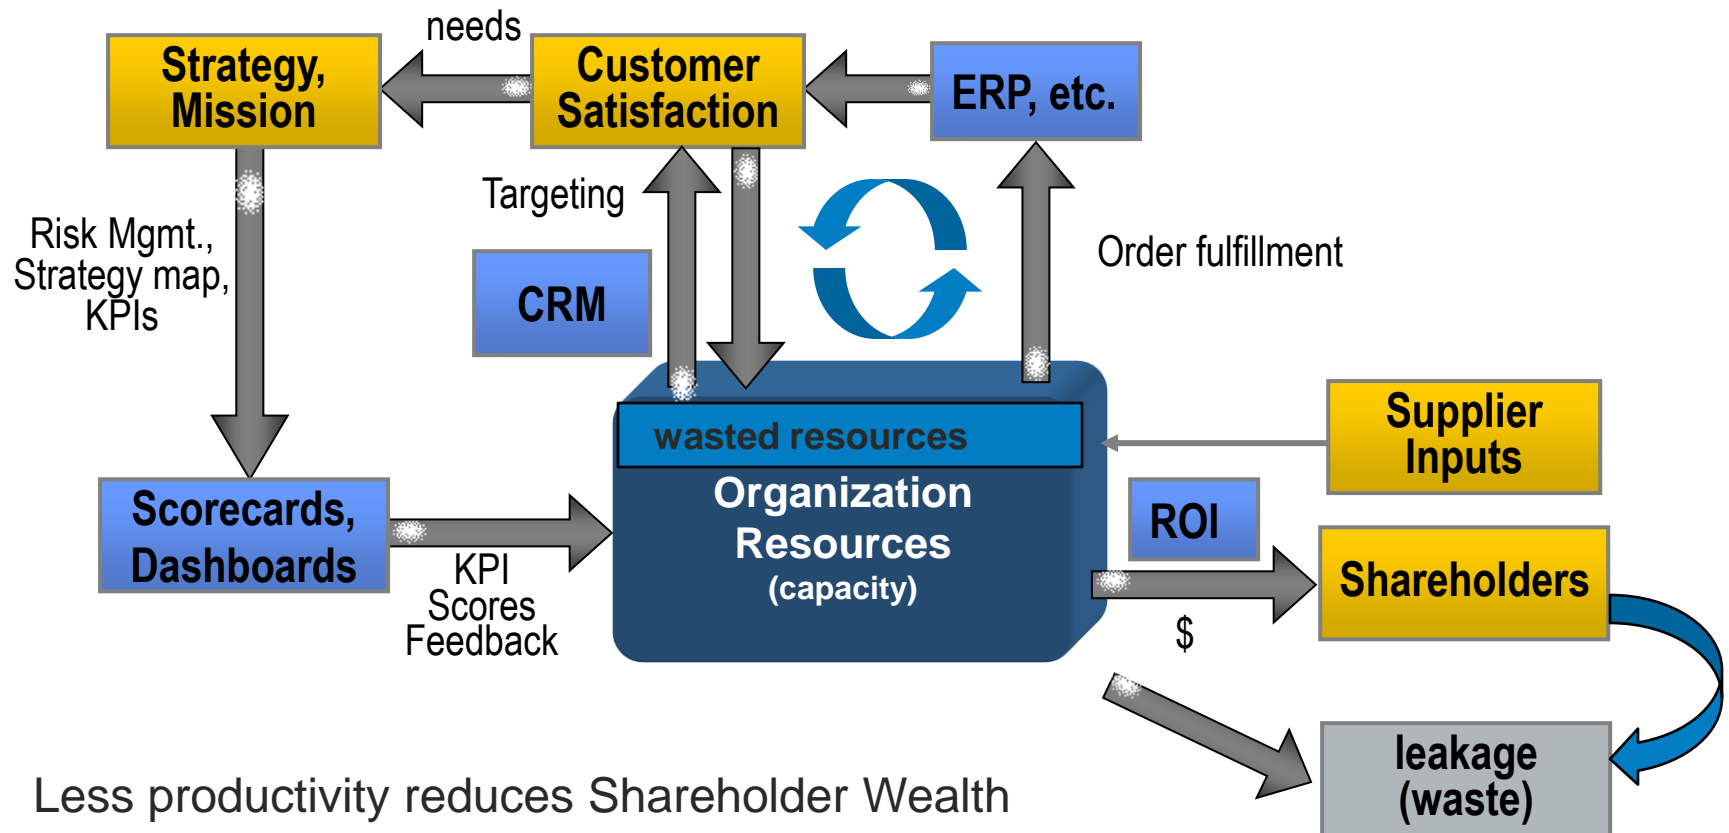 needs
Strategy,
Mission
Customer
Satisfaction
ERP, etc.
Targeting
Risk Mgmt.,
Strategy map,
KPIs
CRM
Order fulfillment
wasted resources
Organization
Resources
(capacity)
Supplier
Inputs
Scorecards,
Dashboards
KPI
Scores
Feedback
ROI
$
Shareholders
leakage
(waste)
Less productivity reduces Shareholder Wealth